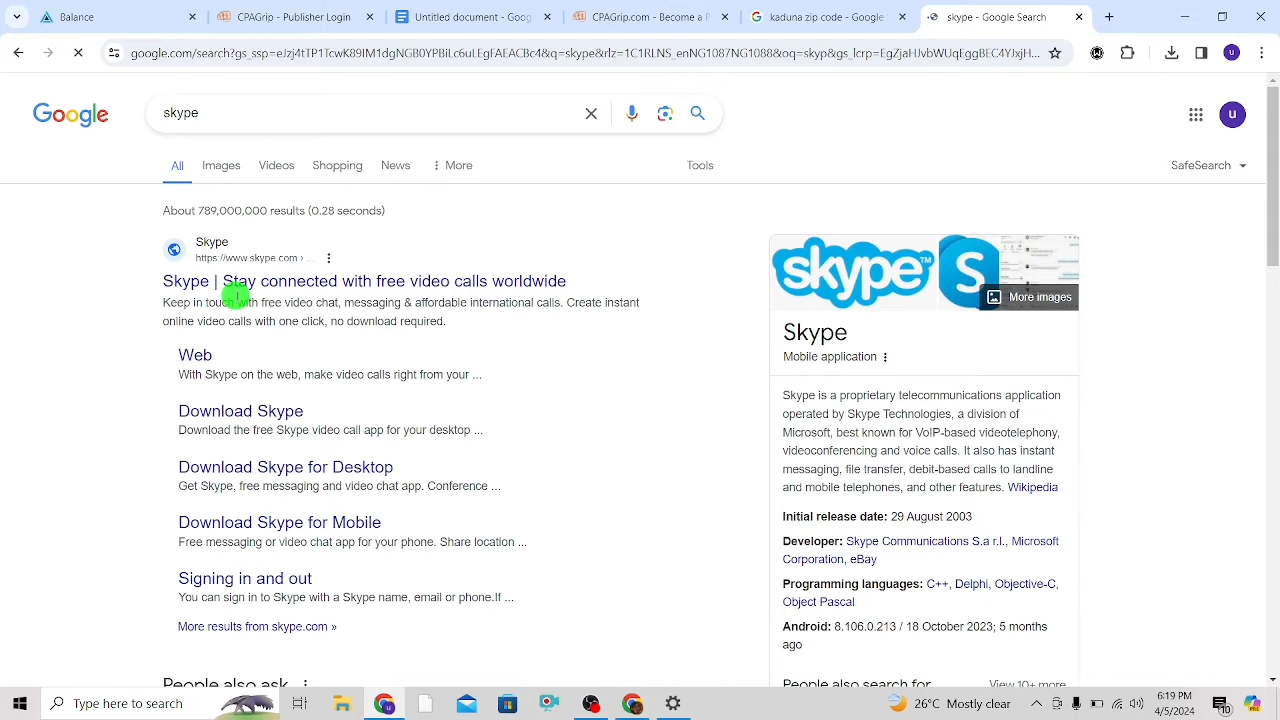 Balance
CPAGrip - Publisher Login
Untitled document - Goog
CPAGrip.com - Become a P
kaduna zip code - Google
skype - Google Search
google.com/search?gs_ssp=
skype
Google
u
All
Images
Videos
Shopping
News
More
Tools
SafeSearch
About 789,000,000 results (0.28 seconds)
Skype
https://www.skype.com › ...
Skype | Stay connected with free video calls worldwide
Keep in touch with free video chat, messaging & affordable international calls. Create instant
online video calls with one click, no download required.
Web
With Skype on the web, make video calls right from your ...
Download Skype
Download the free Skype video call app for your desktop ...
Download Skype for Desktop
Get Skype, free messaging and video chat app. Conference ...
Download Skype for Mobile
Free messaging or video chat app for your phone. Share location ...
Signing in and out
You can sign in to Skype with a Skype name, email or phone.If ...
More results from skype.com »
People also ask
skype™
S
More images
Skype
Mobile application
Skype is a proprietary telecommunications application
operated by Skype Technologies, a division of
Microsoft, best known for VoIP-based videotelephony,
videoconferencing and voice calls. It also has instant
messaging, file transfer, debit-based calls to landline
and mobile telephones, and other features. Wikipedia
Initial release date: 29 August 2003
Developer: Skype Communications S.a r.l., Microsoft
Corporation, eBay
Programming languages: C++, Delphi, Objective-C,
Object Pascal
Android: 8.106.0.213 / 18 October 2023; 5 months
ago
People also search for
View 10+ more
Type here to search
26°C Mostly clear
6:19 PM
4/5/2024